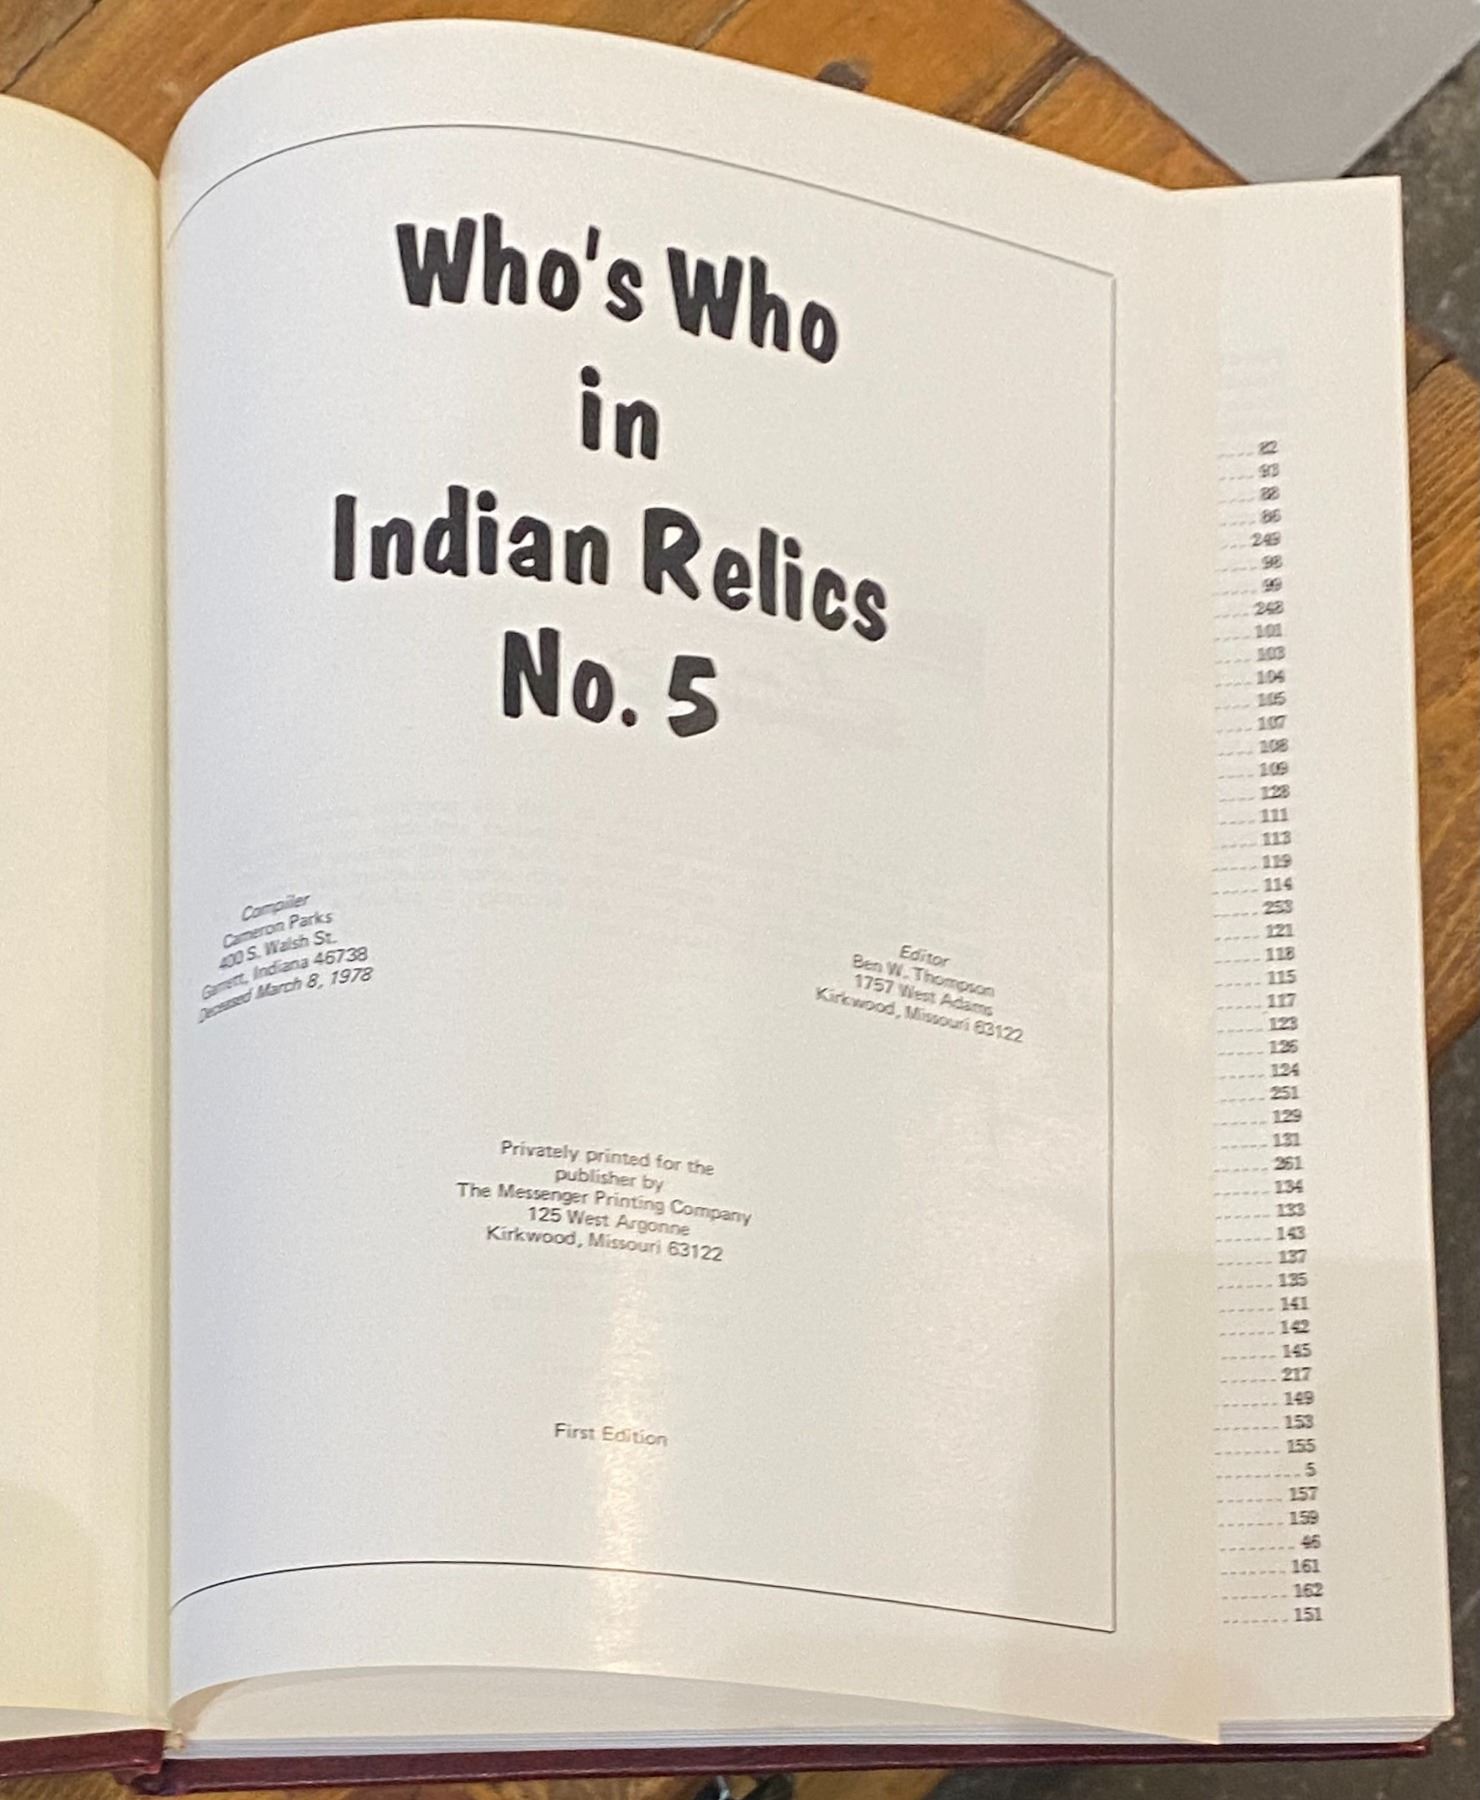 Who's Who
in
Indian Relics
No. 5
Compiler
Cameron Parks
400 S. Walsh St.
Garrett, Indiana 46738
Deceased March 8, 1978
Editor
Ben W. Thompson
1757 West Adams
Kirkwood, Missouri 63122
Privately printed for the
publisher by
The Messenger Printing Company
125 West Argonne
Kirkwood, Missouri 63122
First Edition
.... 82
.... 93
.... 88
.... 86
... 249
..... 98
..... 99
.... 248
.... 101
.... 103
.... 104
.... 105
.... 107
.... 108
.... 109
.... 128
.... 111
.... 113
..... 119
..... 114
..... 253
..... 121
..... 118
..... 115
..... 117
..... 123
..... 126
..... 124
..... 251
...... 129
...... 131
...... 261
...... 134
...... 133
...... 143
....... 137
....... 135
....... 141
....... 142
....... 145
....... 217
........ 149
........ 153
........ 155
.......... 5
........ 157
........ 159
......... 46
........ 161
........ 162
........ 151